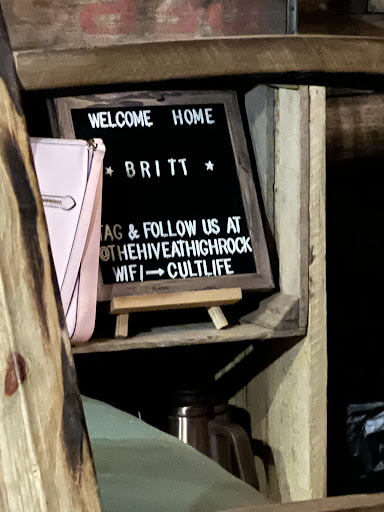 WELCOME HOME
★ BRITT ★
TAG & FOLLOW US AT
@THEHIVEATHIGHROCK
WIFI→CULTLIFE